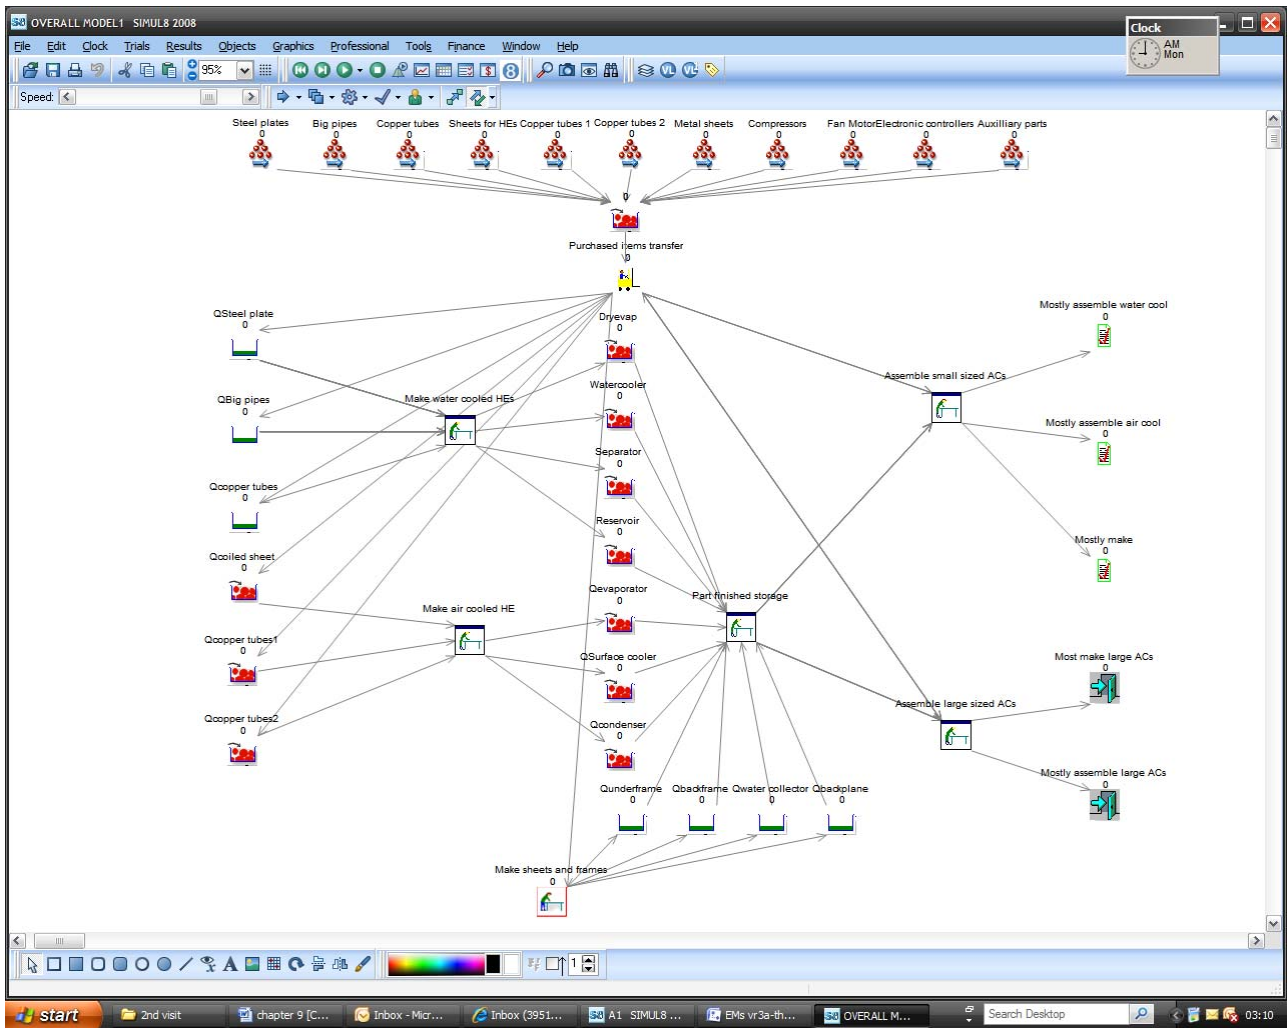 OVERALL MODEL1 SIMUL8 2008
Clock
AM
Mon
File Edit Clock Trials Results Objects Graphics Professional Tools Finance Window Help
95%
Speed:
Steel plates Big pipes Copper tubes Sheets for HEs Copper tubes 1 Copper tubes 2 Metal sheets Compressors Fan Motor Electronic controllers Auxilliary parts
0 0 0 0 0 0 0 0 0 0 0
0
Purchased items transfer
0
QSteel plate
0
Dryevap
0
Mostly assemble water cool
0
Assemble small sized ACs
Watercooler
0
QBig pipes
0
Make water cooled HEs
Mostly assemble air cool
0
Separator
0
Qcopper tubes
0
Reservoir
0
Mostly make
0
Qcoiled sheet
0
Qevaporator
0
Part finished storage
Make air cooled HE
Qcopper tubes1
0
QSurface cooler
0
Most make large ACs
0
Assemble large sized ACs
Qcopper tubes2
0
Qcondenser
0
Mostly assemble large ACs
0
Qunderframe Qbackframe Qwater collector Qbackplane
0 0 0 0
Make sheets and frames
0
1
start 2nd visit chapter 9 [C... Inbox - Micr... Inbox (3951... A1 SIMUL8 ... EMs vr3a-th... OVERALL M... Search Desktop 03:10